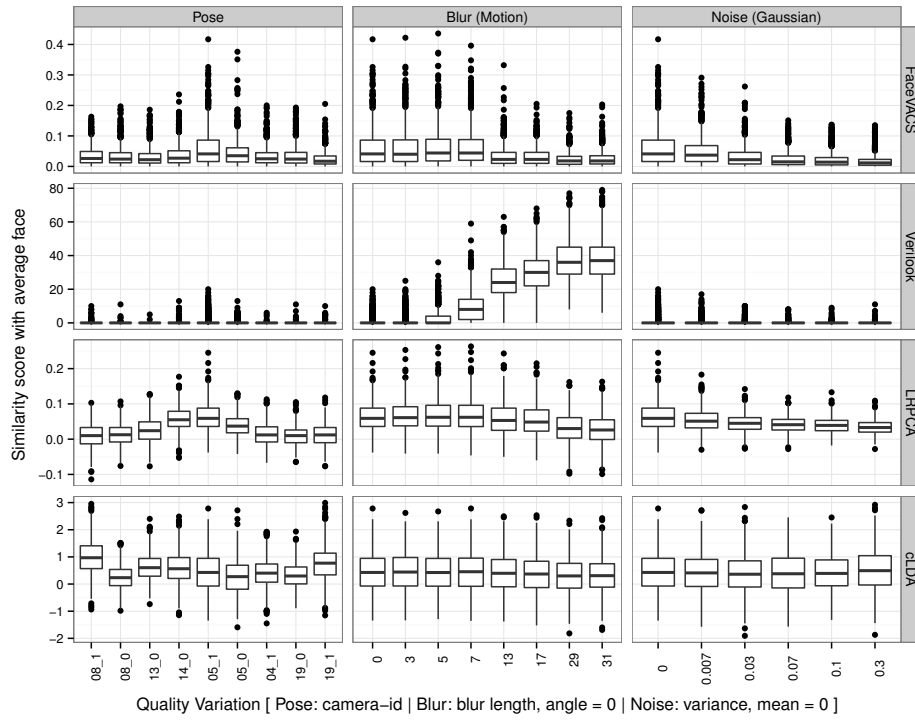 Pose Blur (Motion) Noise (Gaussian)
0.4
0.3
0.2
0.1
0.0
FaceVACS
80
60
40
20
0
Verilook
0.2
0.1
0.0
−0.1
LRPCA
3
2
1
0
−1
−2
cLDA
Similarity score with average face
08_1 08_0 13_0 14_0 05_1 05_0 04_1 19_0 19_1 0 3 5 7 13 17 29 31 0 0.007 0.03 0.07 0.1 0.3
Quality Variation [ Pose: camera−id | Blur: blur length, angle = 0 | Noise: variance, mean = 0 ]